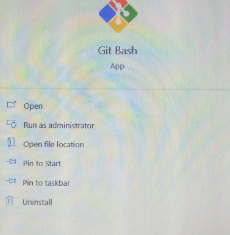 Git Bash
App
Open
Run as administrator
Open file location
Pin to Start
Pin to taskbar
Uninstall